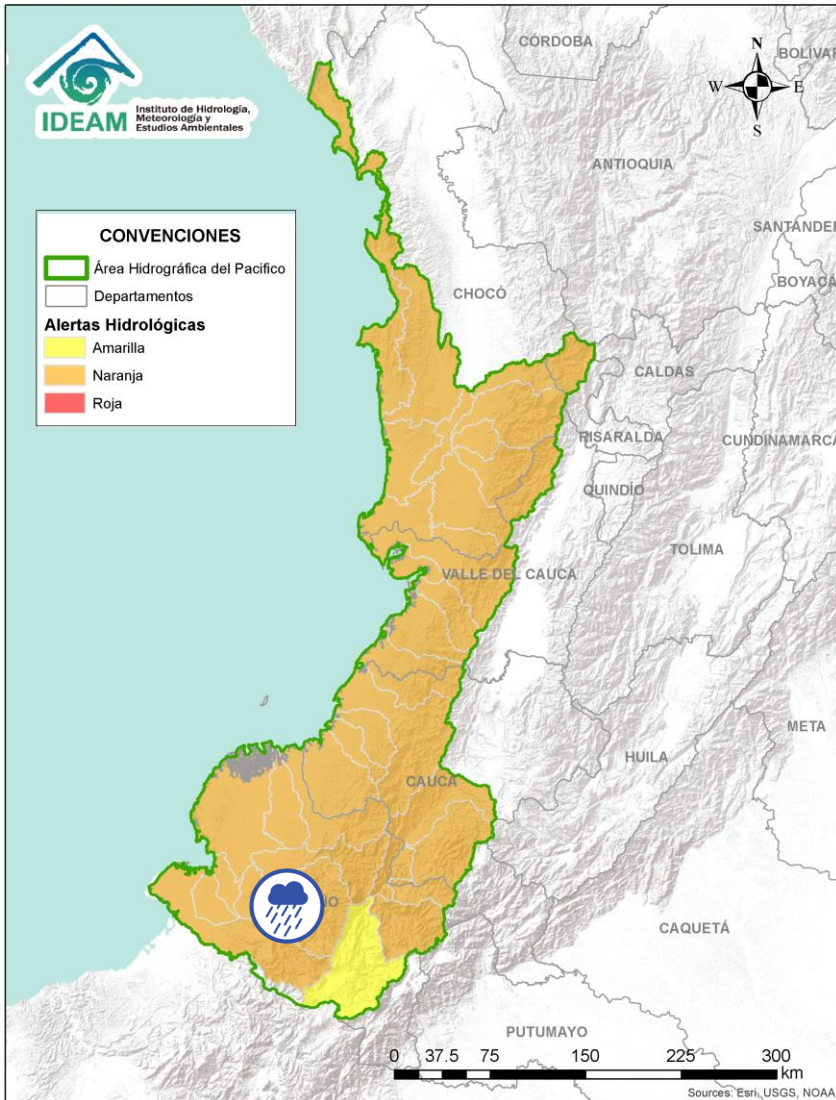 CÓRDOBA
BOLÍVAR
N
W E
S
IDEAM
Instituto de Hidrología,
Meteorología y
Estudios Ambientales
ANTIOQUIA
CONVENCIONES
Área Hidrográfica del Pacifico
Departamentos
Alertas Hidrológicas
Amarilla
Naranja
Roja
SANTANDER
BOYACÁ
CHOCÓ
CALDAS
RISARALDA
CUNDINAMARCA
QUINDÍO
TOLIMA
VALLE DEL CAUCA
META
HUILA
CAUCA
ÑO
CAQUETÁ
PUTUMAYO
0 37.5 75 150 225 300
km
Sources: Esri, USGS, NOAA